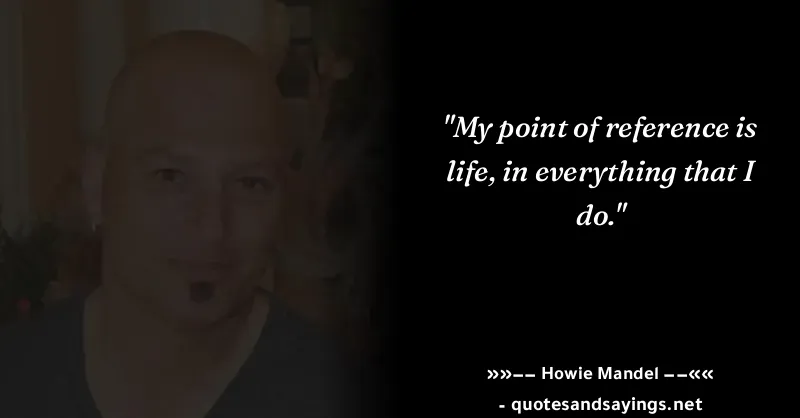 "My point of reference is
life, in everything that I
do."
»»−− Howie Mandel −−««
- quotesandsayings.net